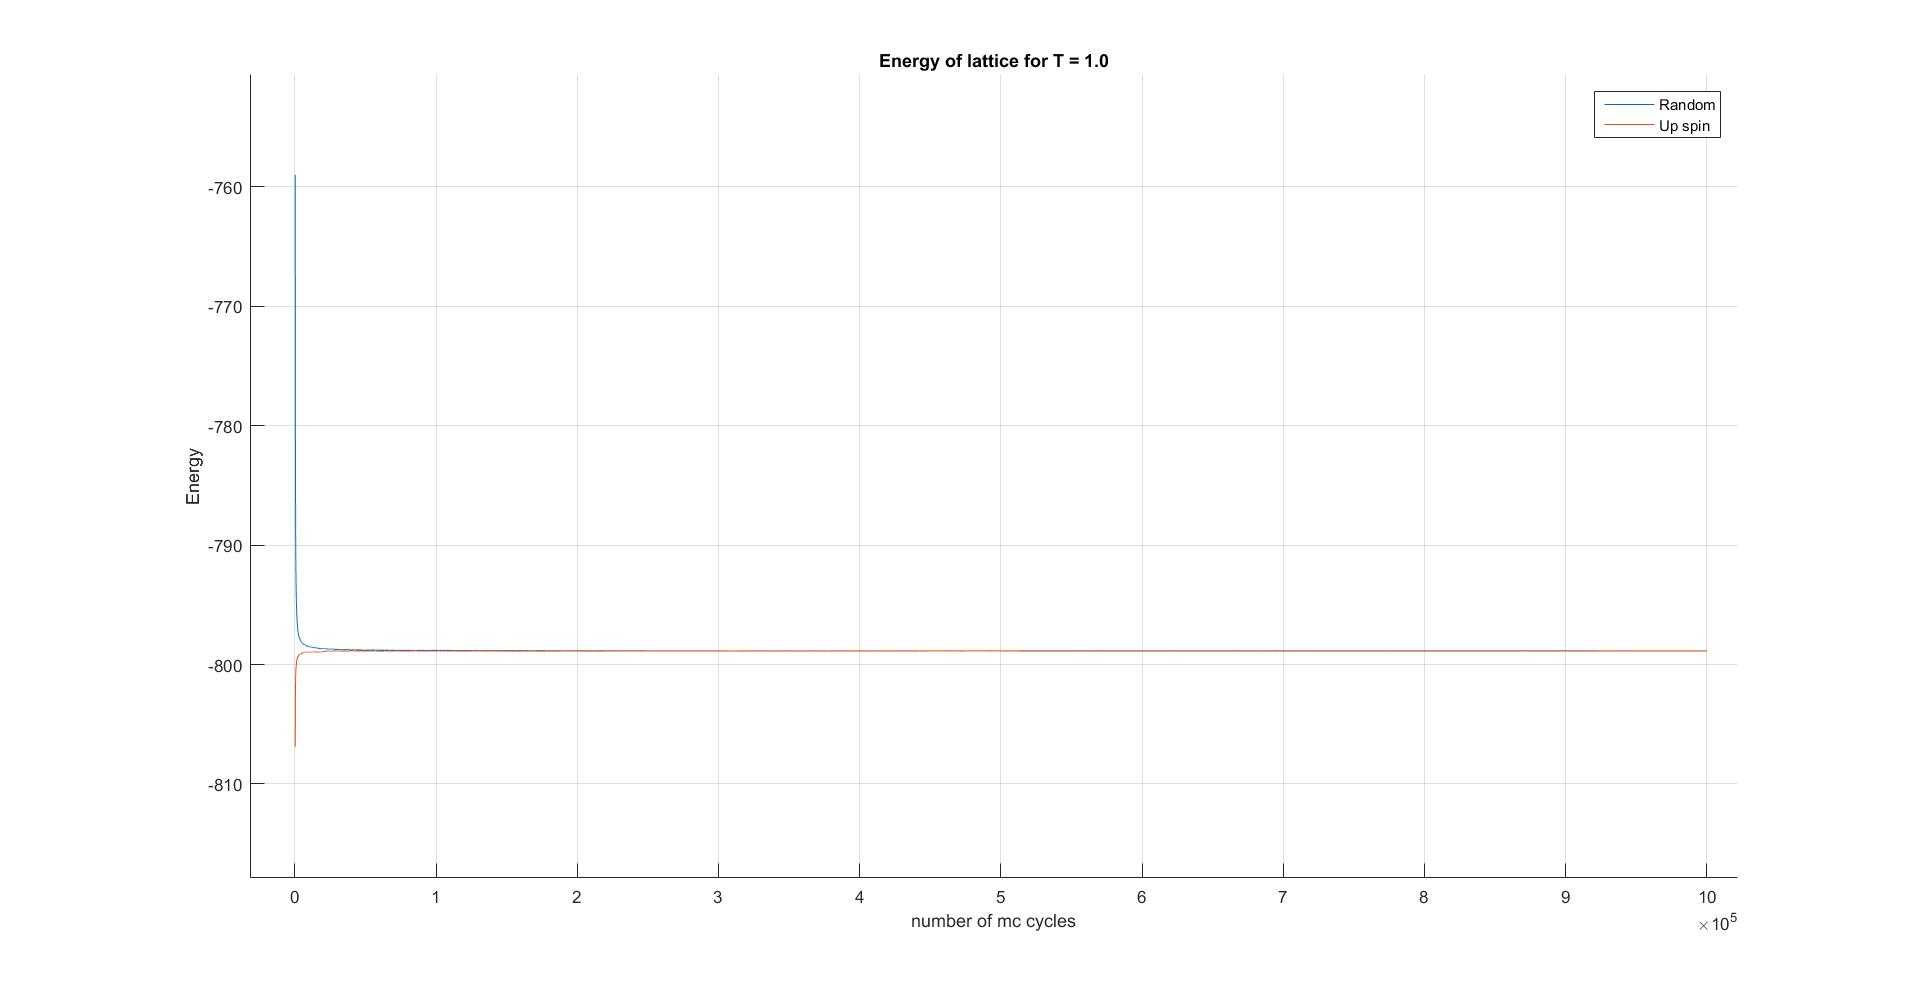 Energy of lattice for T = 1.0
Random
Up spin
-760
-770
-780
-790
-800
-810
Energy
0 1 2 3 4 5 6 7 8 9 10
number of mc cycles
×10^5